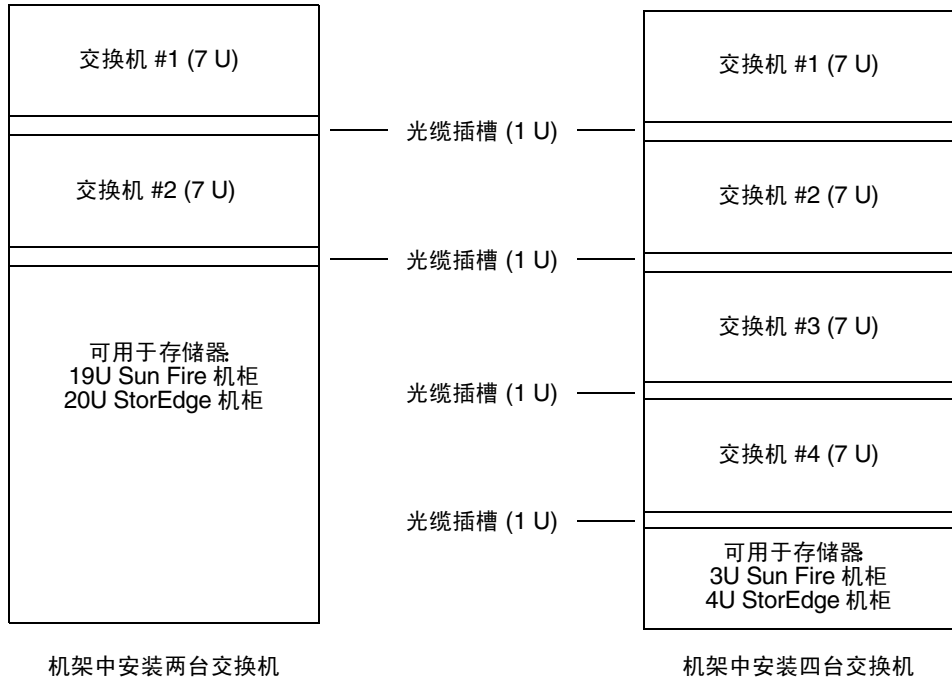 交换机 #1 (7 U)
交换机 #2 (7 U)
可用于存储器:
19U Sun Fire 机柜
20U StorEdge 机柜
机架中安装两台交换机
光缆插槽 (1 U)
光缆插槽 (1 U)
光缆插槽 (1 U)
光缆插槽 (1 U)
交换机 #1 (7 U)
交换机 #2 (7 U)
交换机 #3 (7 U)
交换机 #4 (7 U)
可用于存储器:
3U Sun Fire 机柜
4U StorEdge 机柜
机架中安装四台交换机